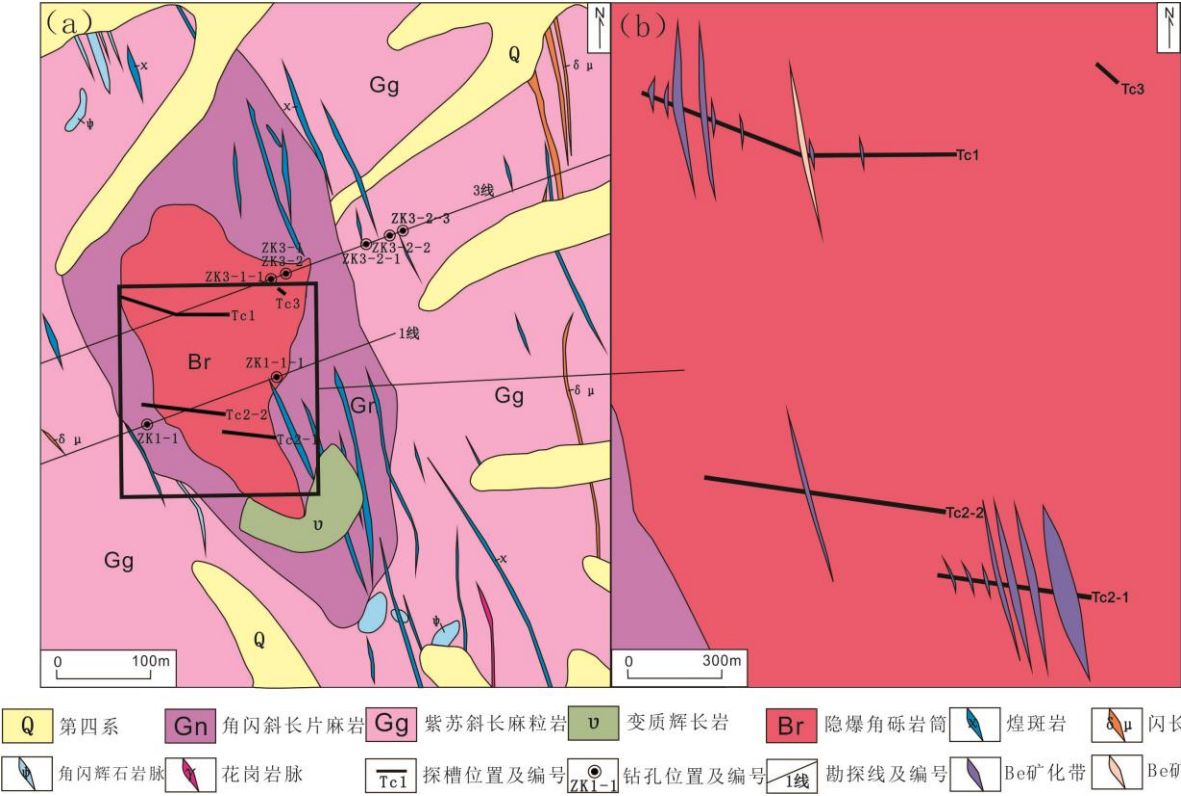 (a)
N
Q
δμ
x
Gg
ψ
x
3线
ZK3-2-3
ZK3-1
ZK3-2-2
ZK3-2
ZK3-2-1
ZK3-1-1
Tc3
Tc1
1线
Br
ZK1-1-1
δμ
Gn
Gg
Tc2-2
ZK1-1
Tc2-1
δμ
υ
Gg
x
ψ
Q
0 100m
(b)
N
Tc3
Tc1
Tc2-2
Tc2-1
0 300m
Q 第四系 Gn 角闪斜长片麻岩 Gg 紫苏斜长麻粒岩 υ 变质辉长岩 Br 隐爆角砾岩筒 x 煌斑岩 δμ 闪长
ψ 角闪辉石岩脉 γ 花岗岩脉 Tc1 探槽位置及编号 ZK1-1 钻孔位置及编号 1线 勘探线及编号 Be矿化带 Be矿